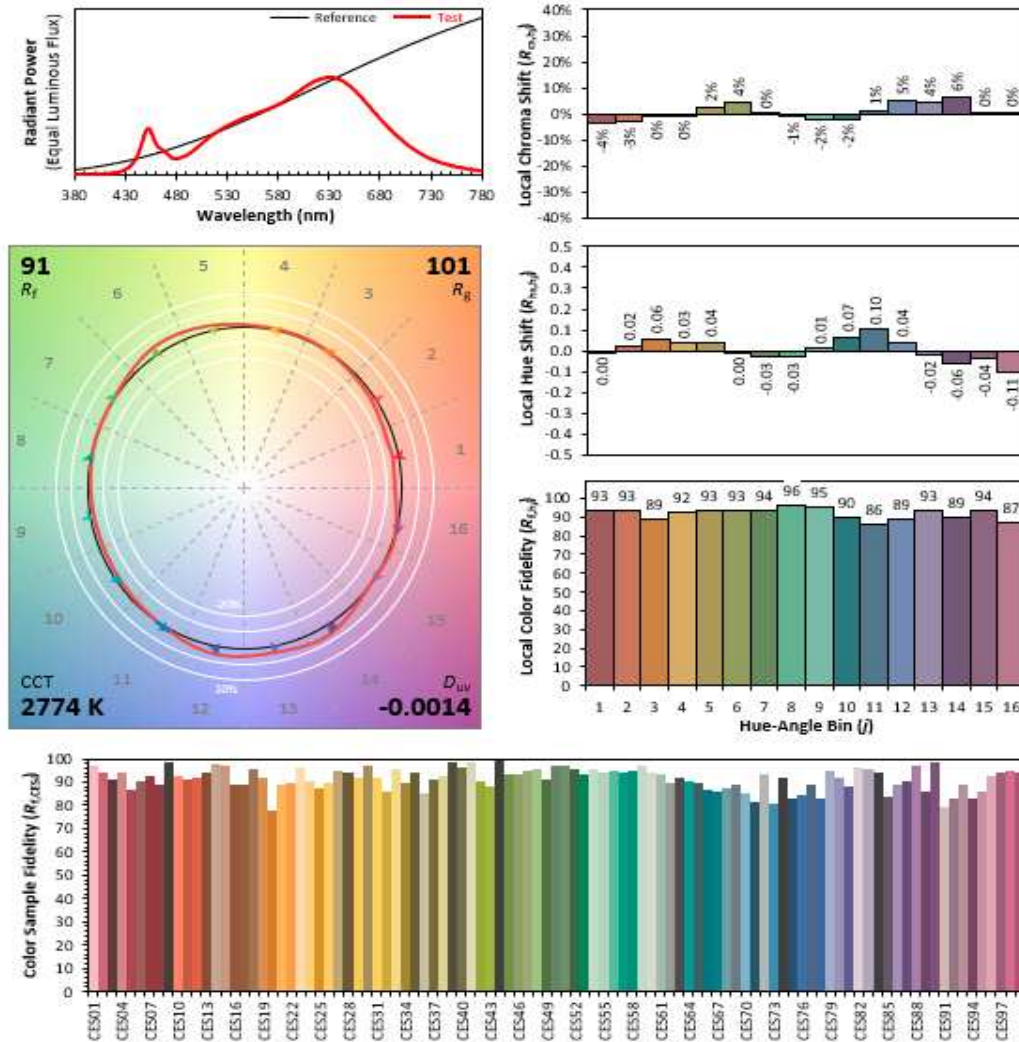 Reference Test
Radiant Power
(Equal Luminous Flux)
380 430 480 530 580 630 680 730 780
Wavelength (nm)
Local Chroma Shift (Rcs,hj)
40%
30%
20%
10%
0%
-10%
-20%
-30%
-40%
-4% -3% 0% 0% 2% 4% 0% -1% -2% -2% 1% 5% 4% 6% 0% 0%
91
Rf
101
Rg
5 4
6 3
7 2
8 1
9 16
10 15
11 14
12 13
20%
CCT
2774 K
Duv
-0.0014
Local Hue Shift (Rhs,hj)
0.5
0.4
0.3
0.2
0.1
0.0
-0.1
-0.2
-0.3
-0.4
-0.5
0.00 0.02 0.06 0.03 0.04 0.00 -0.03 -0.03 0.01 0.07 0.10 0.04 -0.02 -0.06 -0.04 -0.11
Local Color Fidelity (Rf,hj)
100
90
80
70
60
50
40
30
20
10
0
93 93 89 92 93 93 94 96 95 90 86 89 93 89 94 87
1 2 3 4 5 6 7 8 9 10 11 12 13 14 15 16
Hue-Angle Bin (j)
Color Sample Fidelity (Rf,CESi)
100
90
80
70
60
50
40
30
20
10
0
CES01 CES04 CES07 CES10 CES13 CES16 CES19 CES22 CES25 CES28 CES31 CES34 CES37 CES40 CES43 CES46 CES49 CES52 CES55 CES58 CES61 CES64 CES67 CES70 CES73 CES76 CES79 CES82 CES85 CES88 CES91 CES94 CES97